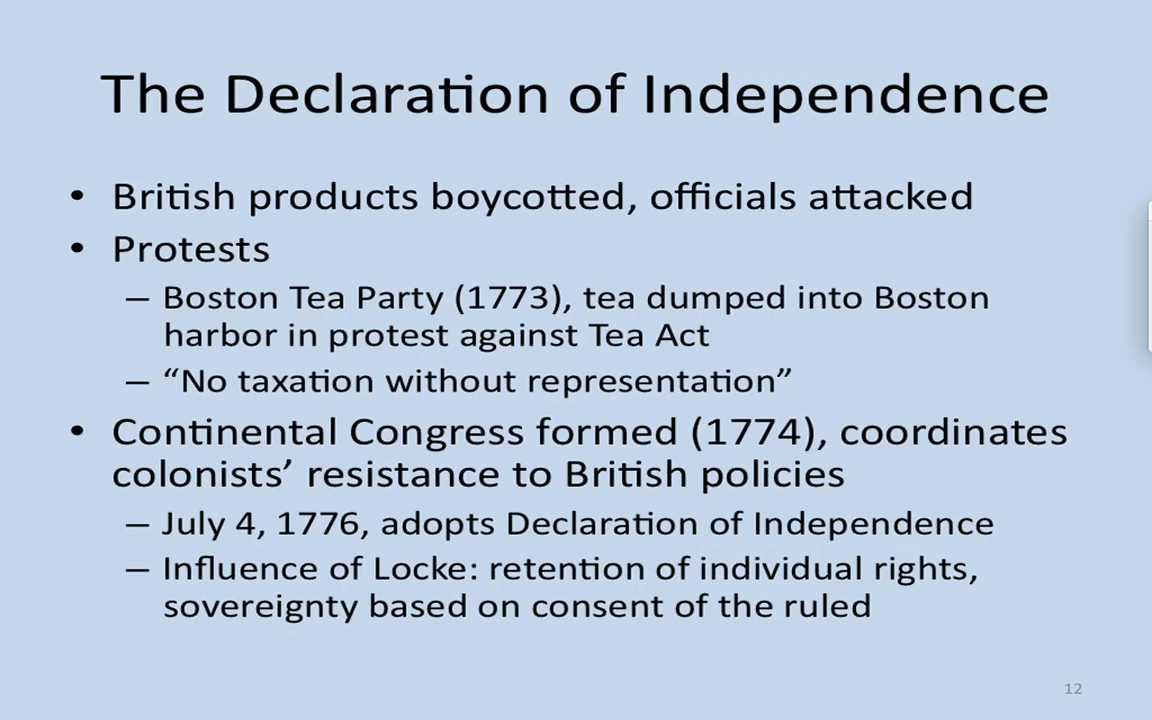 The Declaration of Independence
• British products boycotted, officials attacked
• Protests
– Boston Tea Party (1773), tea dumped into Boston
harbor in protest against Tea Act
– “No taxation without representation”
• Continental Congress formed (1774), coordinates
colonists’ resistance to British policies
– July 4, 1776, adopts Declaration of Independence
– Influence of Locke: retention of individual rights,
sovereignty based on consent of the ruled
12